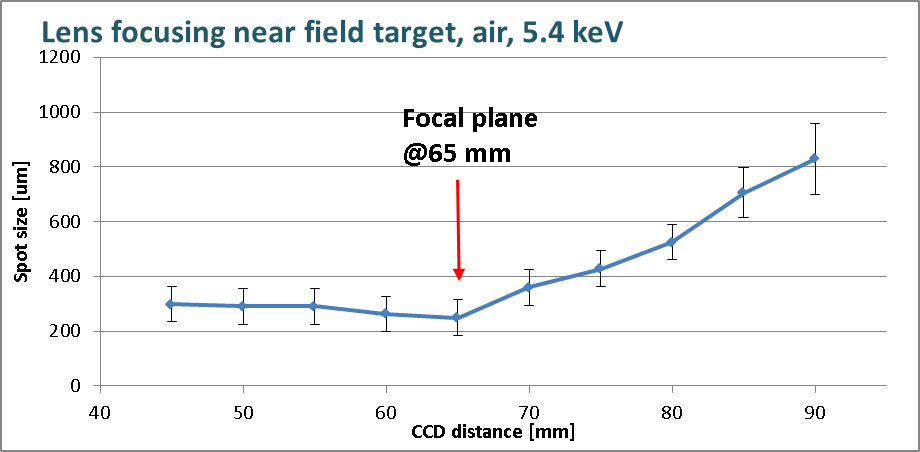 Lens focusing near field target, air, 5.4 keV
1200
1000
800
600
400
200
0
Spot size [um]
Focal plane
@65 mm
40 50 60 70 80 90
CCD distance [mm]